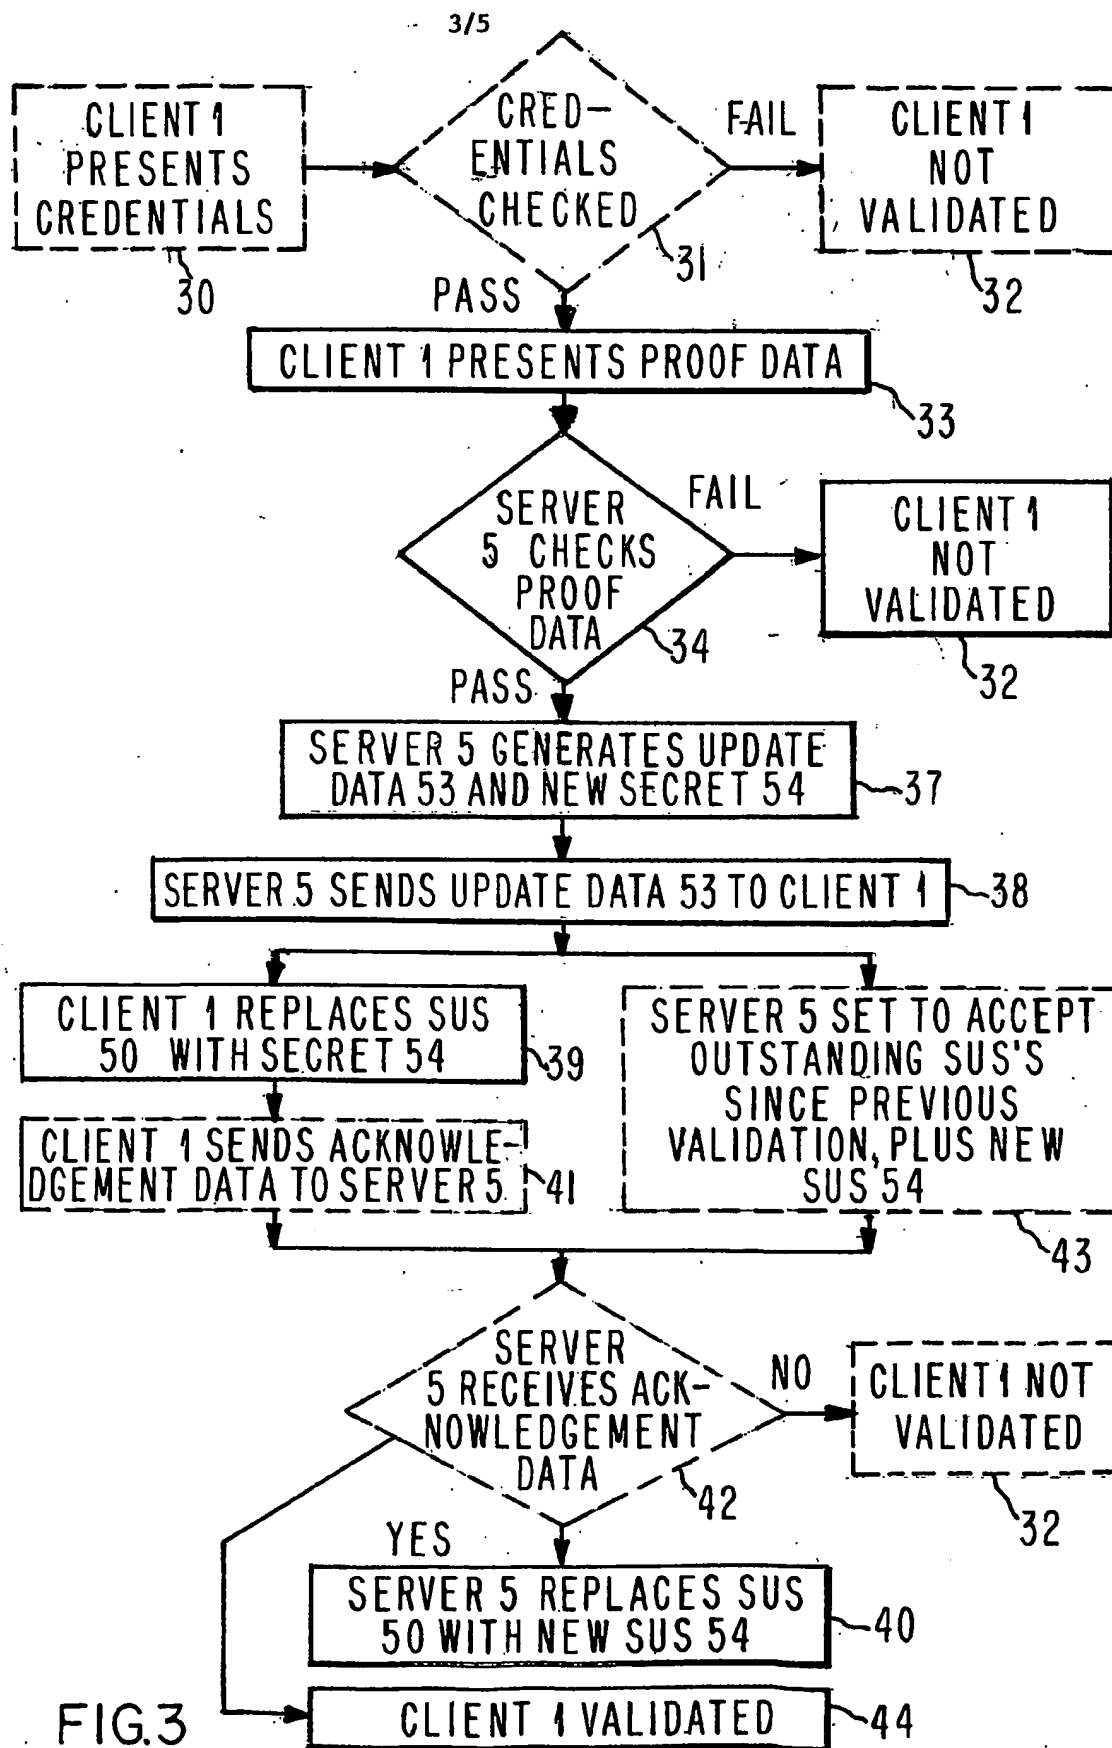 3/5
CLIENT 1
PRESENTS
CREDENTIALS
30
CRED-
ENTIALS
CHECKED
31
FAIL
CLIENT 1
NOT
VALIDATED
32
PASS
CLIENT 1 PRESENTS PROOF DATA
33
SERVER
5 CHECKS
PROOF
DATA
34
FAIL
CLIENT 1
NOT
VALIDATED
32
PASS
SERVER 5 GENERATES UPDATE
DATA 53 AND NEW SECRET 54
37
SERVER 5 SENDS UPDATE DATA 53 TO CLIENT 1
38
CLIENT 1 REPLACES SUS
50 WITH SECRET 54
39
CLIENT 1 SENDS ACKNOWLE-
DGEMENT DATA TO SERVER 5
41
SERVER 5 SET TO ACCEPT
OUTSTANDING SUS'S
SINCE PREVIOUS
VALIDATION, PLUS NEW
SUS 54
43
SERVER
5 RECEIVES ACK-
NOWLEDGEMENT
DATA
42
NO
CLIENT 1 NOT
VALIDATED
32
YES
SERVER 5 REPLACES SUS
50 WITH NEW SUS 54
40
CLIENT 1 VALIDATED
44
FIG.3